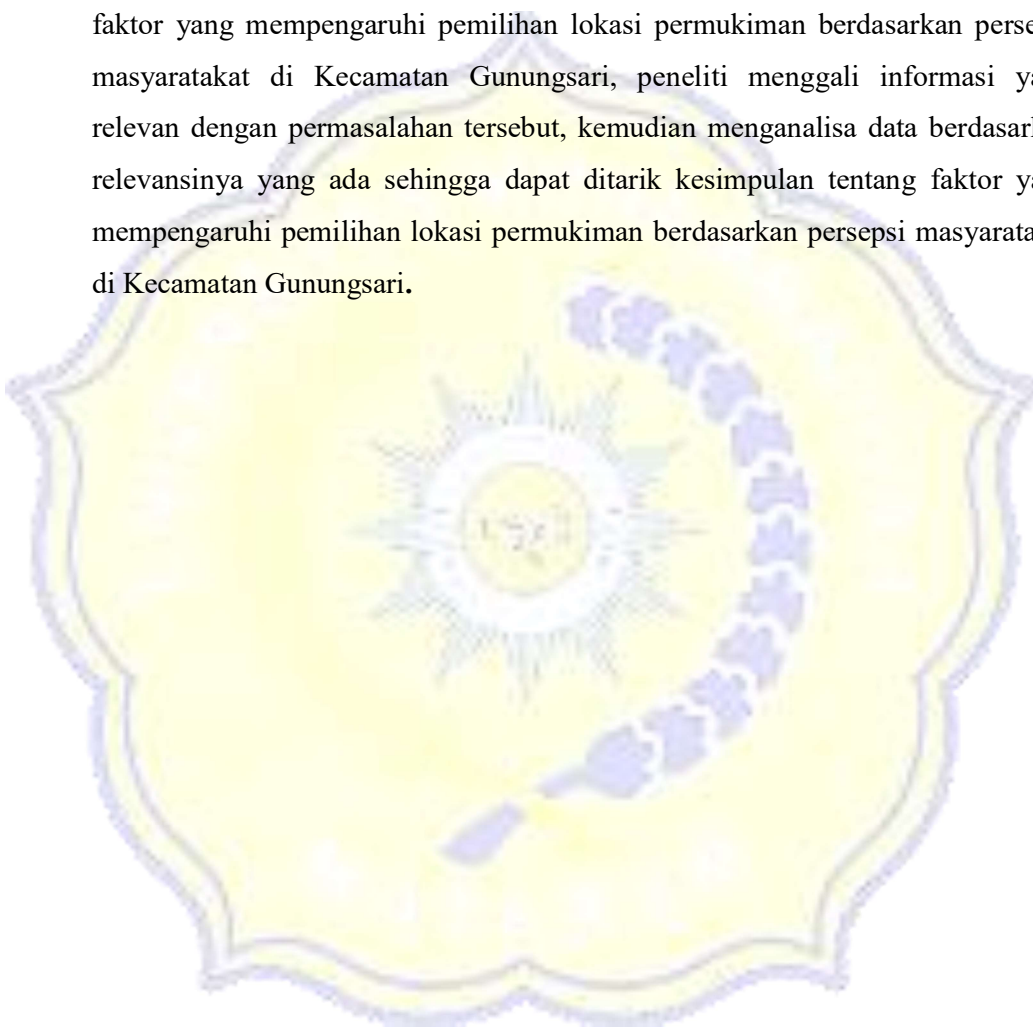 faktor yang mempengaruhi pemilihan lokasi permukiman berdasarkan perse
masyaratakat di Kecamatan Gunungsari, peneliti menggali informasi ya
relevan dengan permasalahan tersebut, kemudian menganalisa data berdasar
relevansinya yang ada sehingga dapat ditarik kesimpulan tentang faktor ya
mempengaruhi pemilihan lokasi permukiman berdasarkan persepsi masyarata
di Kecamatan Gunungsari.